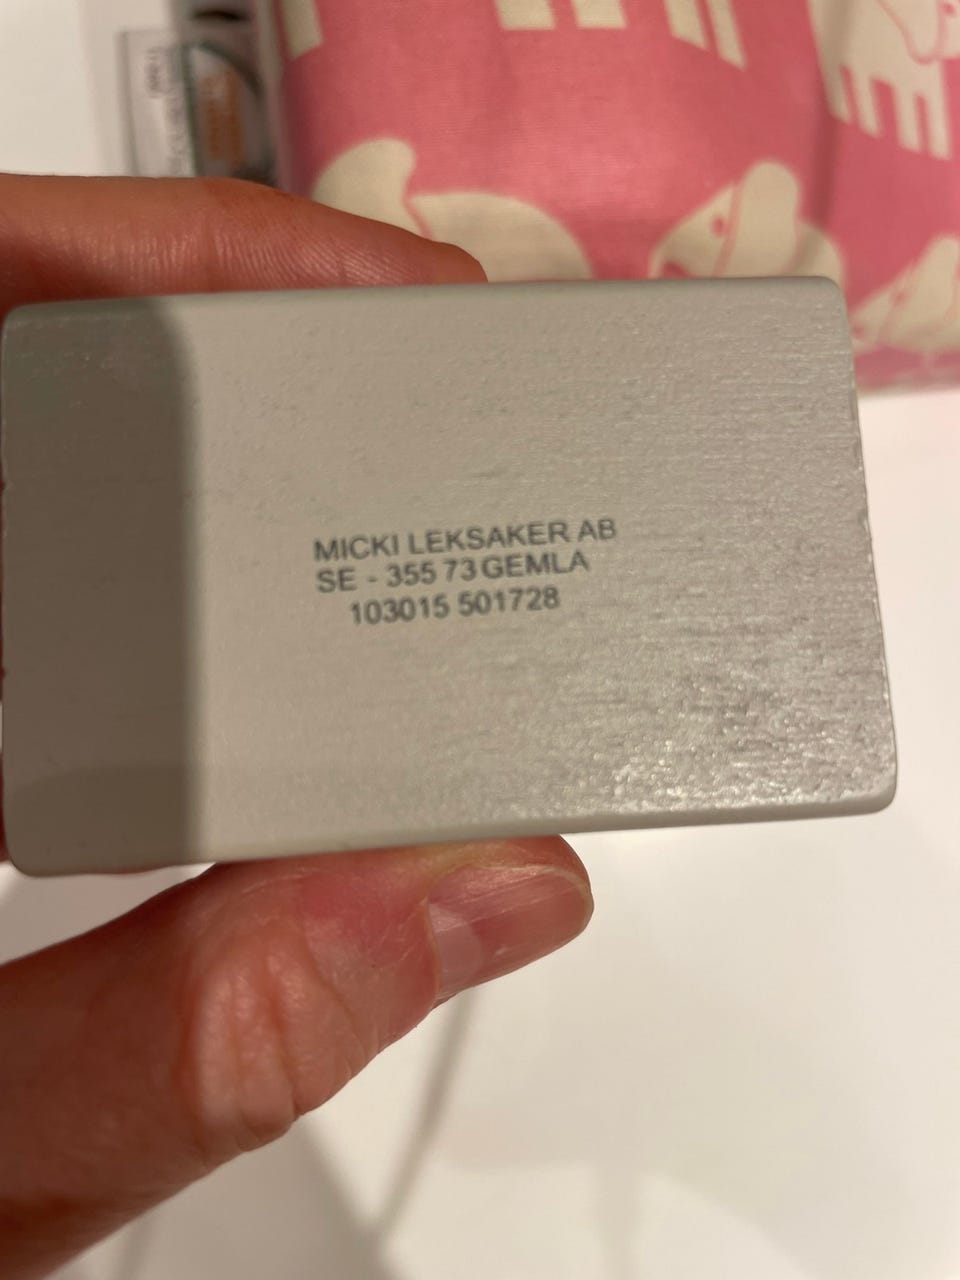 MICKI LEKSAKER AB
SE - 355 73 GEMLA
103015 501728